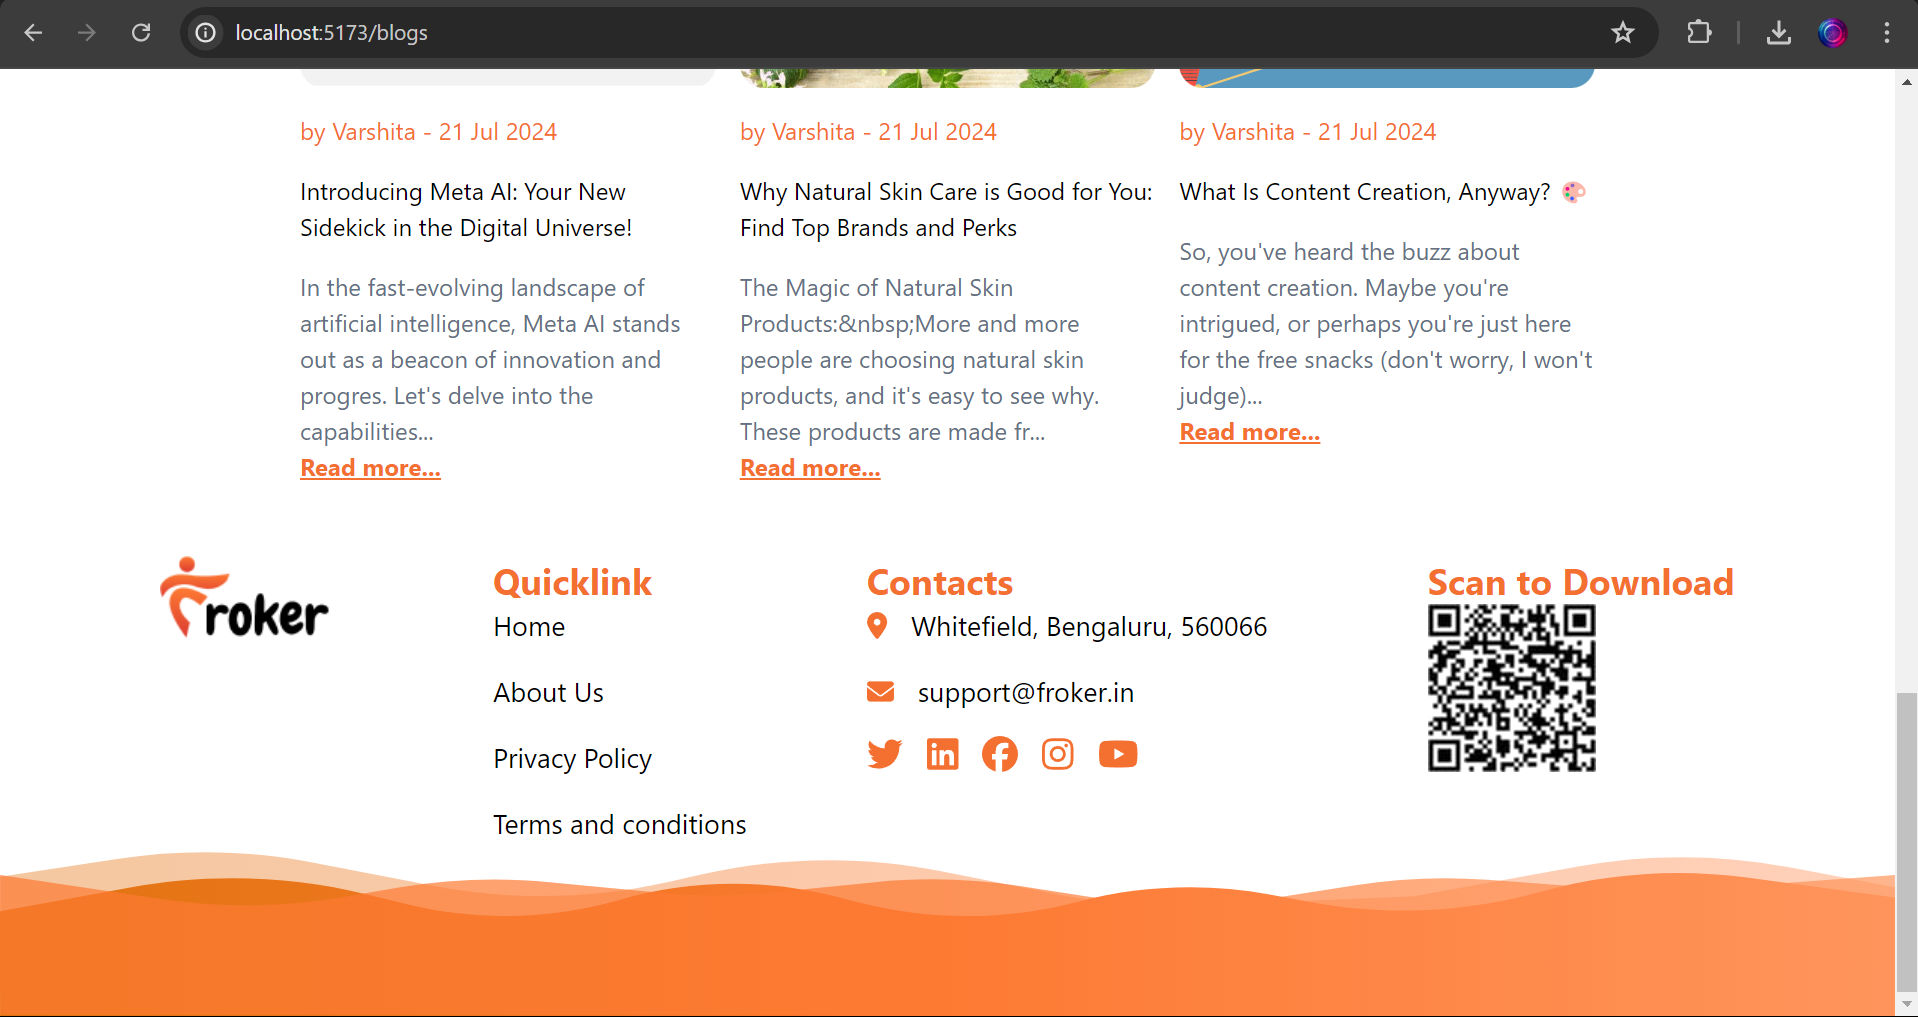 localhost:5173/blogs
by Varshita - 21 Jul 2024
Introducing Meta AI: Your New
Sidekick in the Digital Universe!
In the fast-evolving landscape of
artificial intelligence, Meta AI stands
out as a beacon of innovation and
progres. Let's delve into the
capabilities...
Read more...
by Varshita - 21 Jul 2024
Why Natural Skin Care is Good for You:
Find Top Brands and Perks
The Magic of Natural Skin
Products:&nbsp;More and more
people are choosing natural skin
products, and it's easy to see why.
These products are made fr...
Read more...
by Varshita - 21 Jul 2024
What Is Content Creation, Anyway? 🎨
So, you've heard the buzz about
content creation. Maybe you're
intrigued, or perhaps you're just here
for the free snacks (don't worry, I won't
judge)...
Read more...
Froker
Quicklink
Home
About Us
Privacy Policy
Terms and conditions
Contacts
Whitefield, Bengaluru, 560066
support@froker.in
Scan to Download